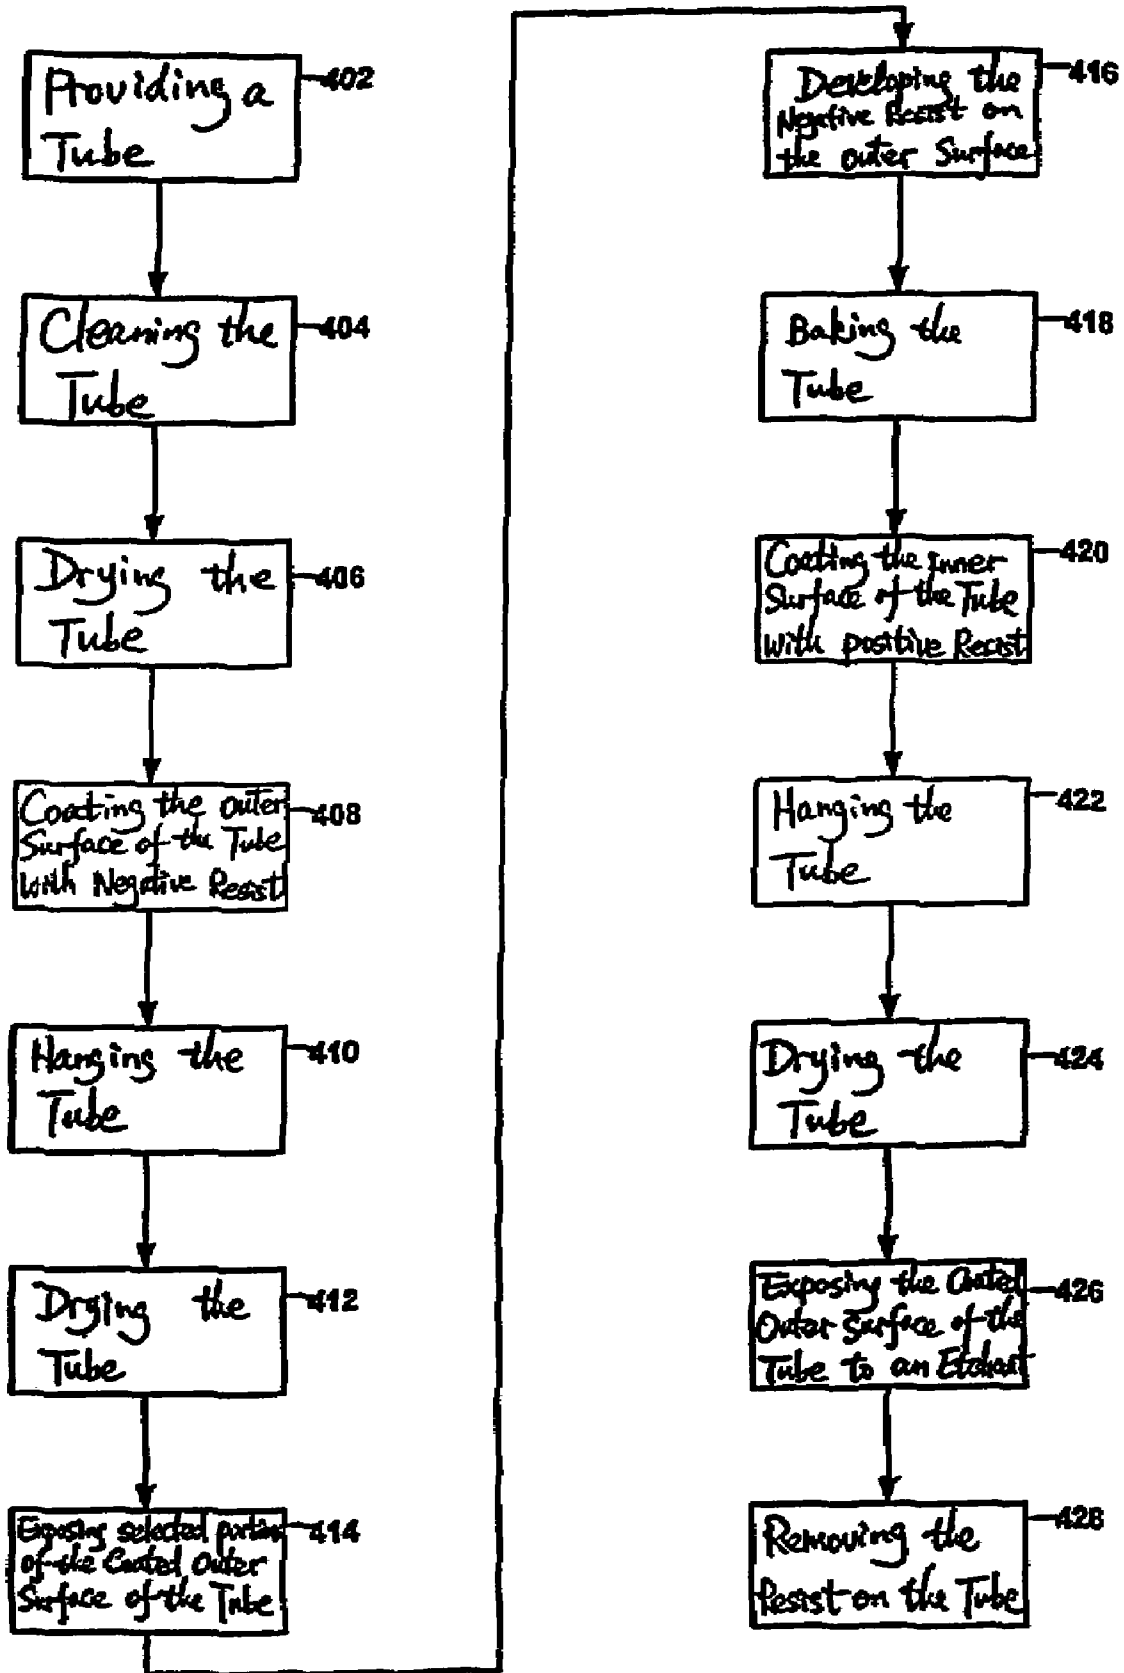 Providing a
Tube
402
Cleaning the
Tube
404
Drying the
Tube
406
Coating the outer
Surface of the Tube
With Negative Resist
408
Hanging the
Tube
410
Drying the
Tube
412
Exposing selected portion
of the Coated Outer
Surface of the Tube
414
Developing the
Negative Resist on
the outer Surface
416
Baking the
Tube
418
Coating the Inner
Surface of the Tube
With positive Resist
420
Hanging the
Tube
422
Drying the
Tube
424
Exposing the Coated
Outer Surface of the
Tube to an Etchant
426
Removing the
Resist on the Tube
428